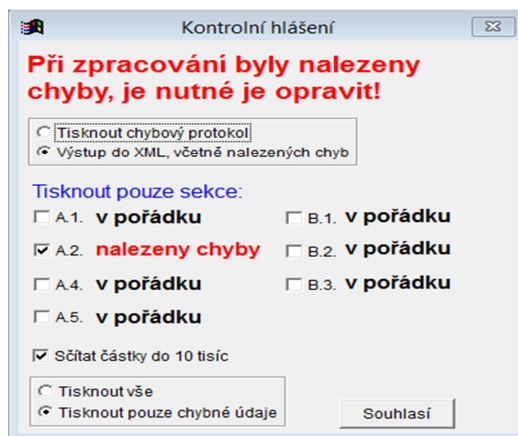 Kontrolní hlášení
Při zpracování byly nalezeny
chyby, je nutné je opravit!
Tisknout chybový protokol
Výstup do XML, včetně nalezených chyb
Tisknout pouze sekce:
A.1. v pořádku B.1. v pořádku
A.2. nalezeny chyby B.2. v pořádku
A.4. v pořádku B.3. v pořádku
A.5. v pořádku
Sčítat částky do 10 tisíc
Tisknout vše
Tisknout pouze chybné údaje
Souhlasí